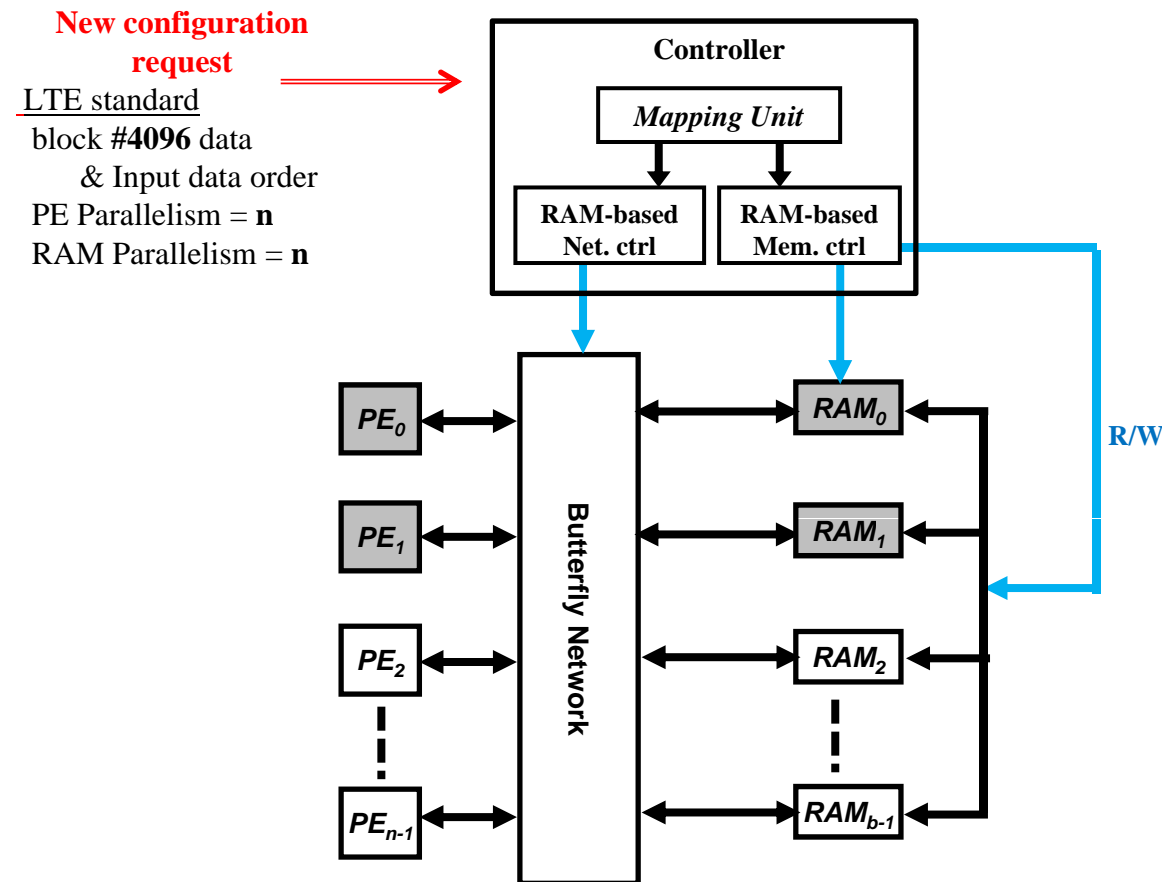 New configuration
request
LTE standard
block #4096 data
& Input data order
PE Parallelism = n
RAM Parallelism = n
Controller
Mapping Unit
RAM-based
Net. ctrl
RAM-based
Mem. ctrl
R/W
PE0
PE1
PE2
PEn-1
Butterfly Network
RAM0
RAM1
RAM2
RAMb-1